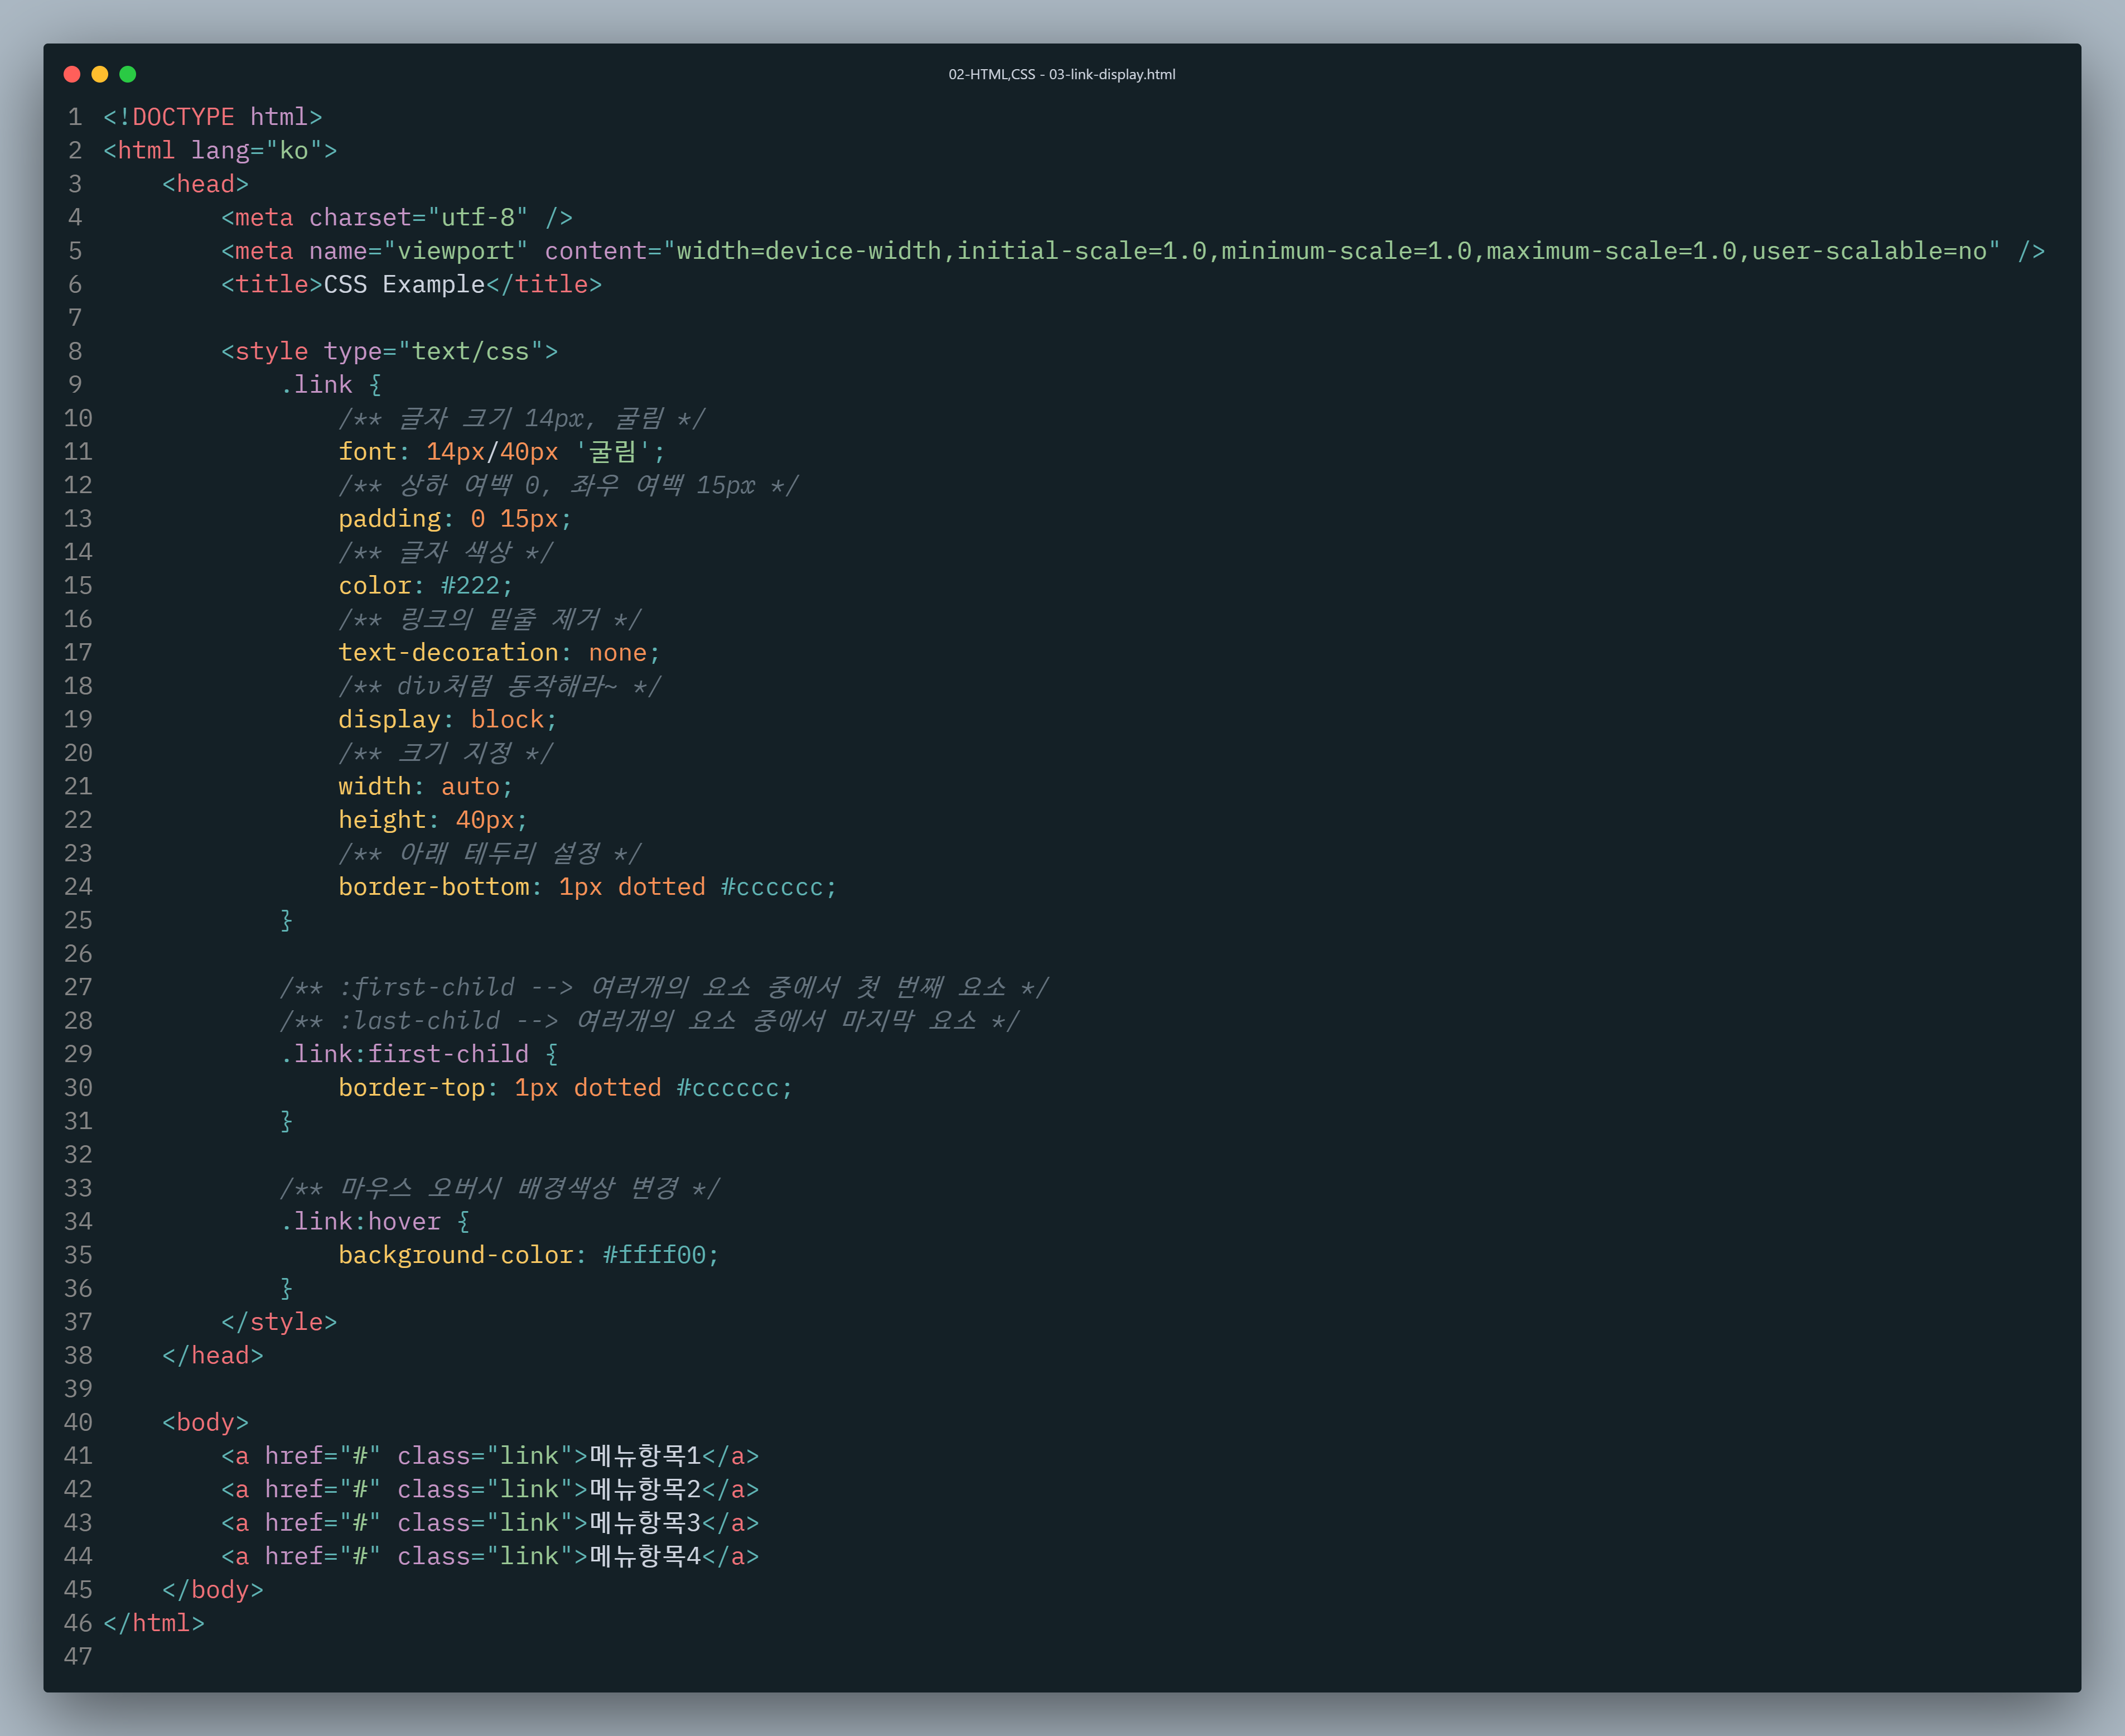 02-HTML,CSS - 03-link-display.html
1 <!DOCTYPE html>
2 <html lang="ko">
3     <head>
4         <meta charset="utf-8" />
5         <meta name="viewport" content="width=device-width,initial-scale=1.0,minimum-scale=1.0,maximum-scale=1.0,user-scalable=no" />
6         <title>CSS Example</title>
7
8         <style type="text/css">
9             .link {
10                 /** 글자 크기 14px, 굴림 */
11                 font: 14px/40px '굴림';
12                 /** 상하 여백 0, 좌우 여백 15px */
13                 padding: 0 15px;
14                 /** 글자 색상 */
15                 color: #222;
16                 /** 링크의 밑줄 제거 */
17                 text-decoration: none;
18                 /** div처럼 동작해라~ */
19                 display: block;
20                 /** 크기 지정 */
21                 width: auto;
22                 height: 40px;
23                 /** 아래 테두리 설정 */
24                 border-bottom: 1px dotted #cccccc;
25             }
26
27             /** :first-child --> 여러개의 요소 중에서 첫 번째 요소 */
28             /** :last-child --> 여러개의 요소 중에서 마지막 요소 */
29             .link:first-child {
30                 border-top: 1px dotted #cccccc;
31             }
32
33             /** 마우스 오버시 배경색상 변경 */
34             .link:hover {
35                 background-color: #ffff00;
36             }
37         </style>
38     </head>
39
40     <body>
41         <a href="#" class="link">메뉴항목1</a>
42         <a href="#" class="link">메뉴항목2</a>
43         <a href="#" class="link">메뉴항목3</a>
44         <a href="#" class="link">메뉴항목4</a>
45     </body>
46 </html>
47